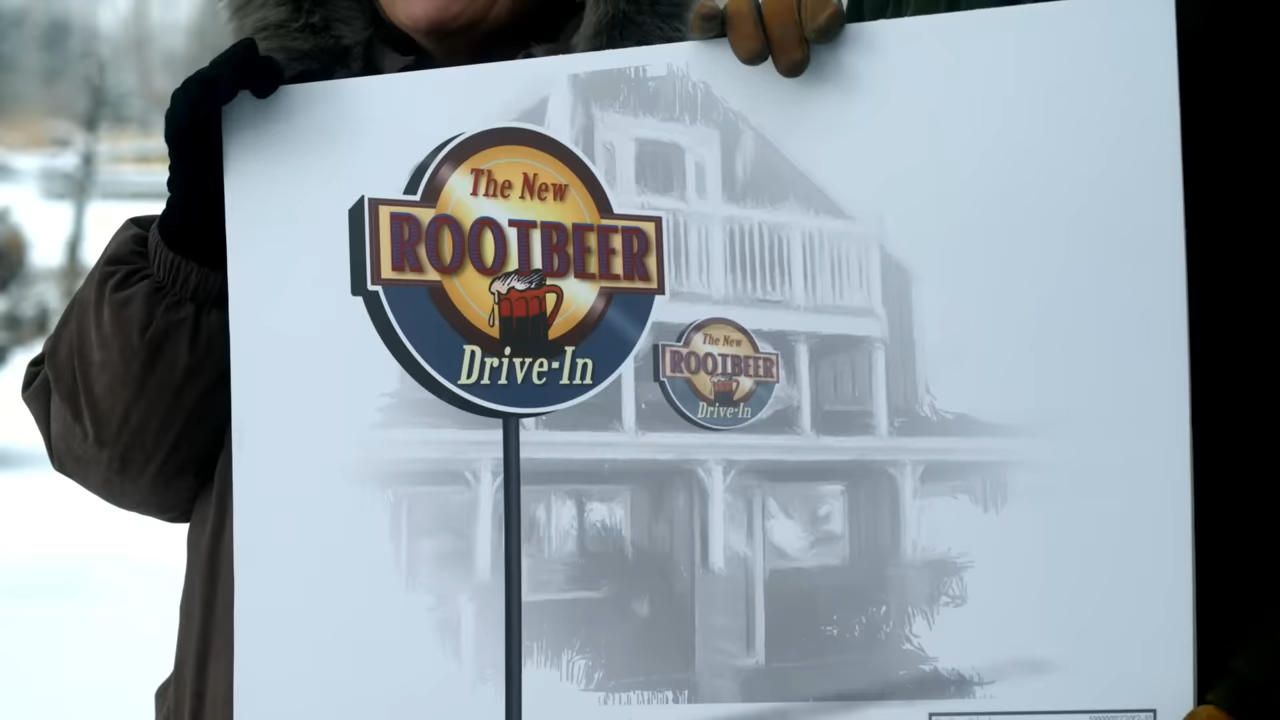 The New
ROOTBEER
Drive-In
The New
ROOTBEER
Drive-In